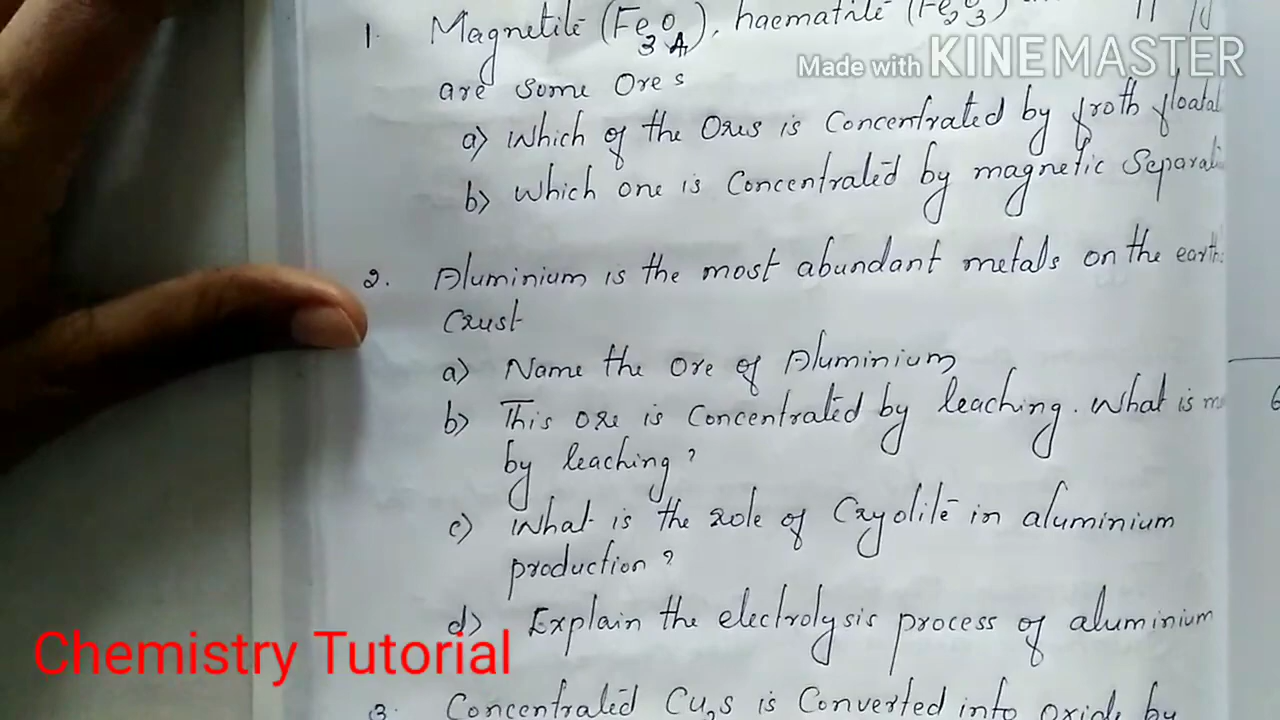 1. Magnetite (Fe3O4), haematite (Fe2O3)
Made with KINEMASTER
are some Ores
a) Which of the Ores is Concentrated by froth floatat
b) Which one is Concentrated by magnetic Separati
2. Aluminium is the most abundant metals on the earth
Crust
a) Name the Ore of Aluminium
b) This ore is Concentrated by leaching. What is m
by leaching?
c) What is the role of Cryolite in aluminium
production?
d) Explain the electrolysis process of aluminium
Chemistry Tutorial
3. Concentrated Cu2S is Converted into oxide by